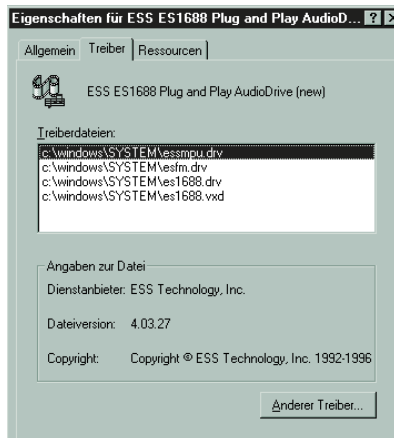 Eigenschaften für ESS ES1688 Plug and Play AudioD...
Allgemein Treiber Ressourcen
ESS ES1688 Plug and Play AudioDrive (new)
Treiberdateien:
c:\windows\SYSTEM\essmpu.drv
c:\windows\SYSTEM\esfm.drv
c:\windows\SYSTEM\es1688.drv
c:\windows\SYSTEM\es1688.vxd
Angaben zur Datei
Dienstanbieter: ESS Technology, Inc.
Dateiversion: 4.03.27
Copyright: Copyright © ESS Technology, Inc. 1992-1996
Anderer Treiber...